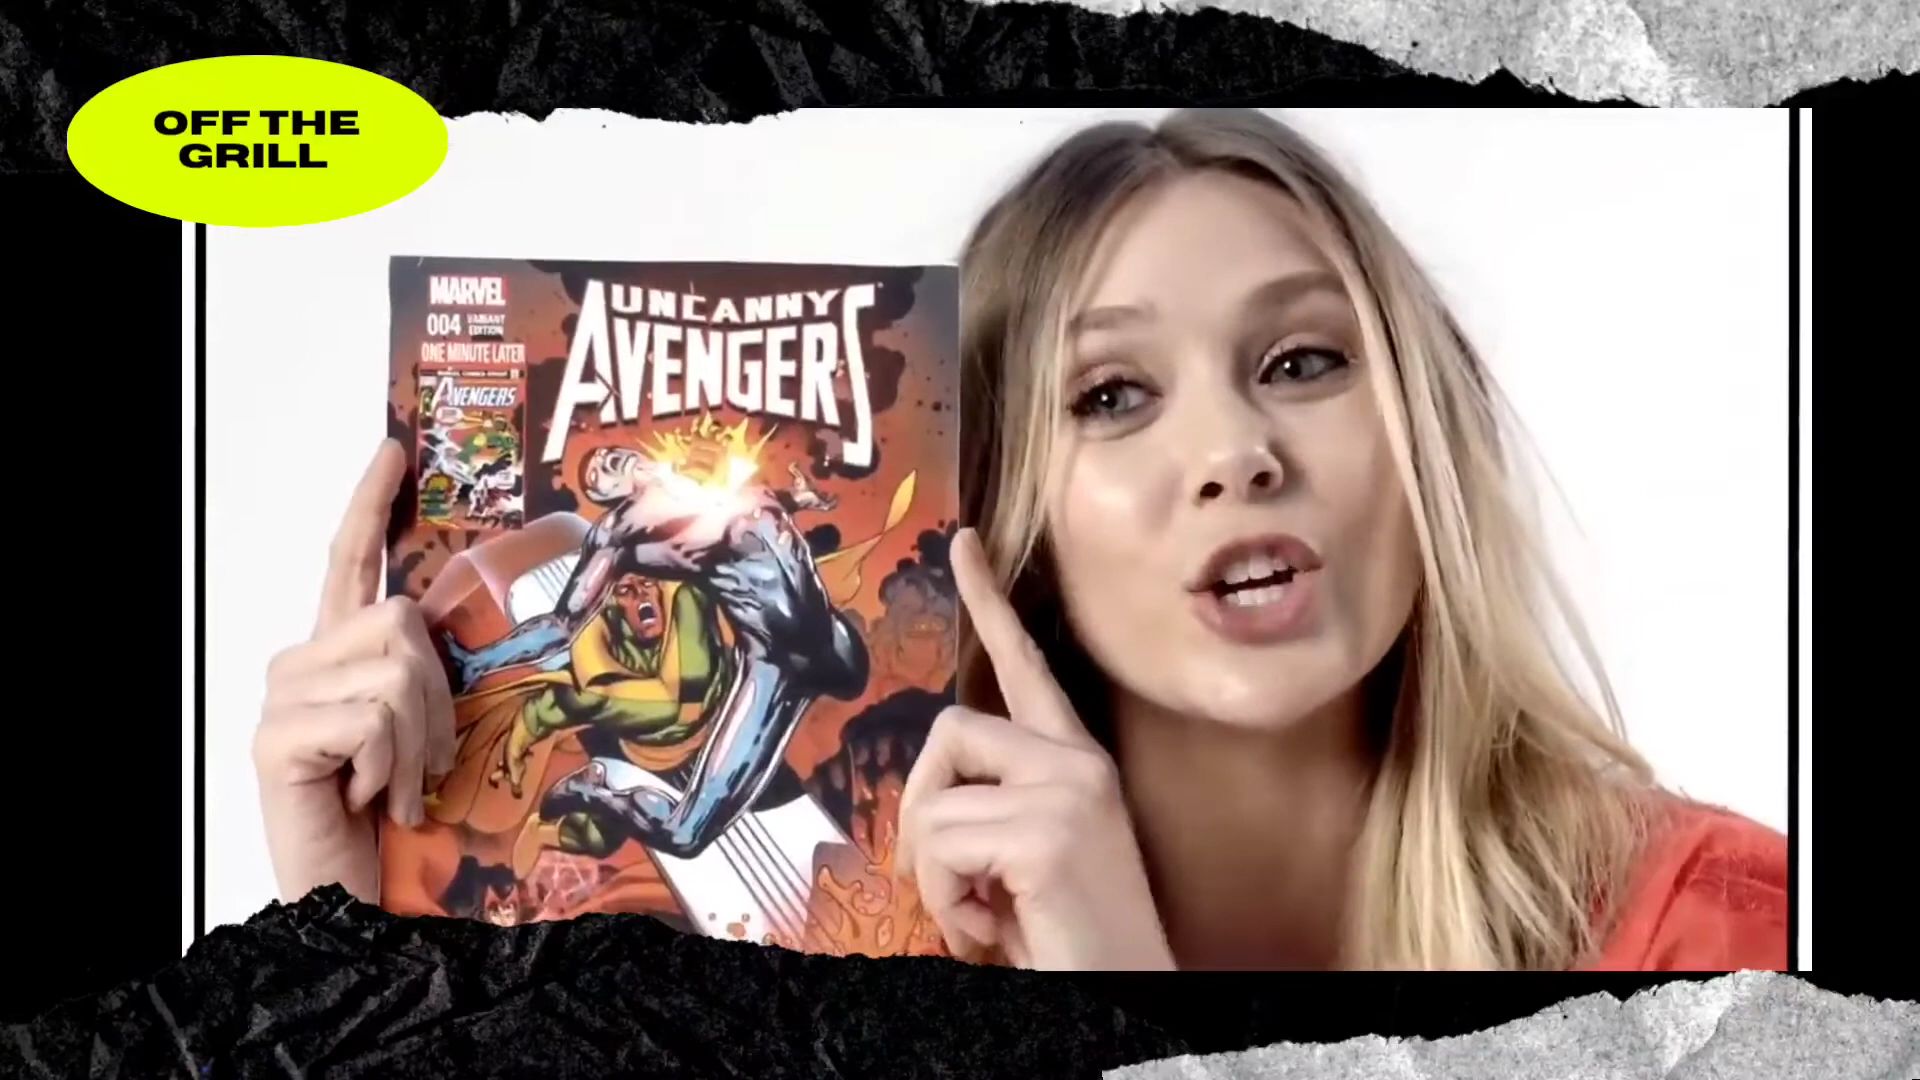 OFF THE
GRILL
MARVEL
004 VARIANT
EDITION
ONE MINUTE LATER
AVENGERS
UNCANNY
AVENGERS